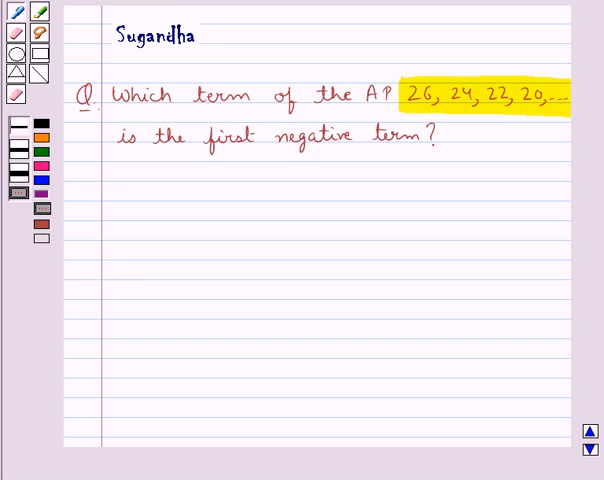 Sugandha
Q. Which term of the AP 26, 24, 22, 20,...
is the first negative term?